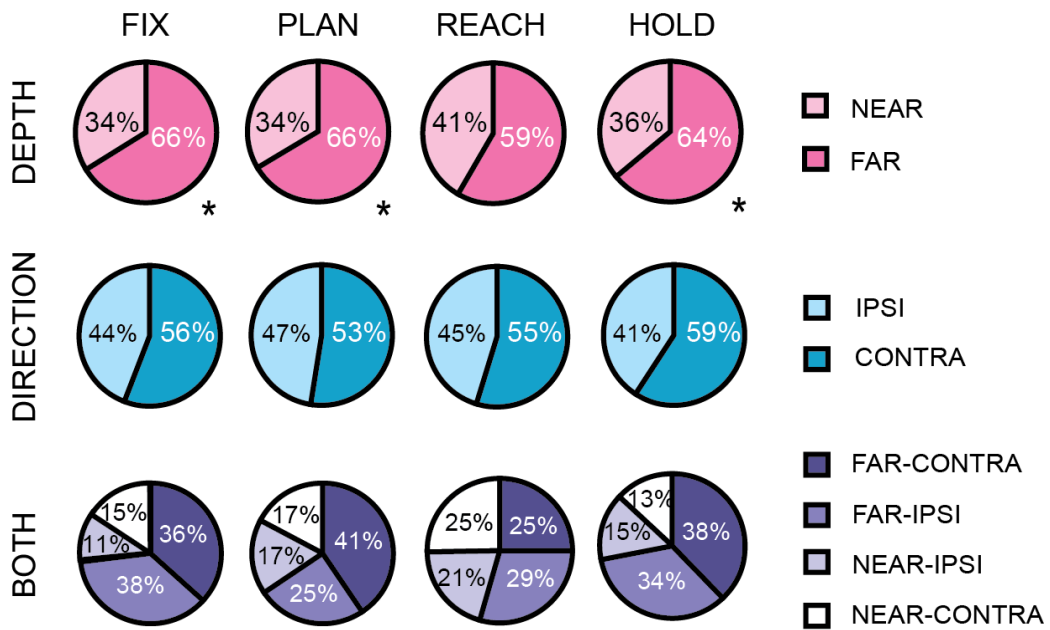 FIX PLAN REACH HOLD
DEPTH
34% 66% 34% 66% 41% 59% 36% 64%
* * *
NEAR
FAR
DIRECTION
44% 56% 47% 53% 45% 55% 41% 59%
IPSI
CONTRA
BOTH
15% 36% 11% 38%
17% 41% 17% 25%
25% 25% 21% 29%
13% 38% 15% 34%
FAR-CONTRA
FAR-IPSI
NEAR-IPSI
NEAR-CONTRA